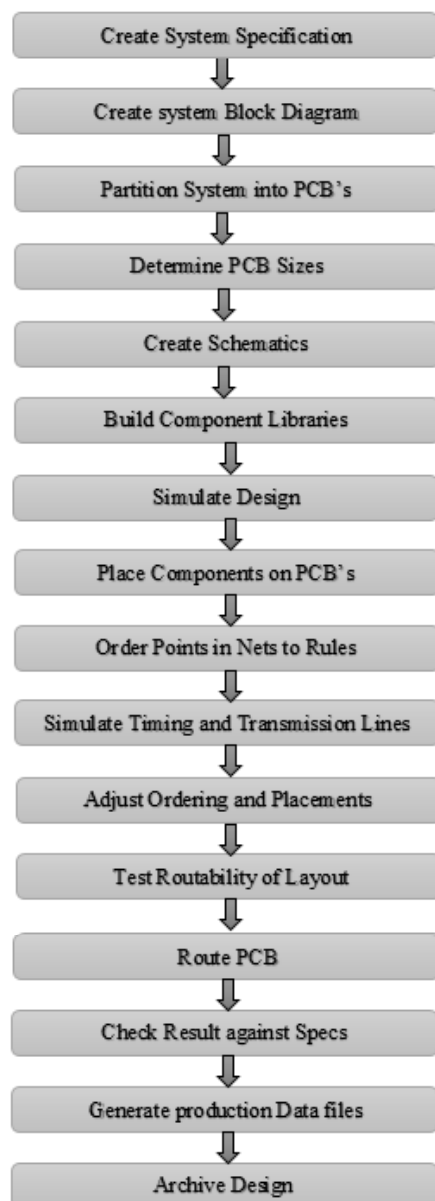 Create System Specification
Create system Block Diagram
Partition System into PCB's
Determine PCB Sizes
Create Schematics
Build Component Libraries
Simulate Design
Place Components on PCB's
Order Points in Nets to Rules
Simulate Timing and Transmission Lines
Adjust Ordering and Placements
Test Routability of Layout
Route PCB
Check Result against Specs
Generate production Data files
Archive Design